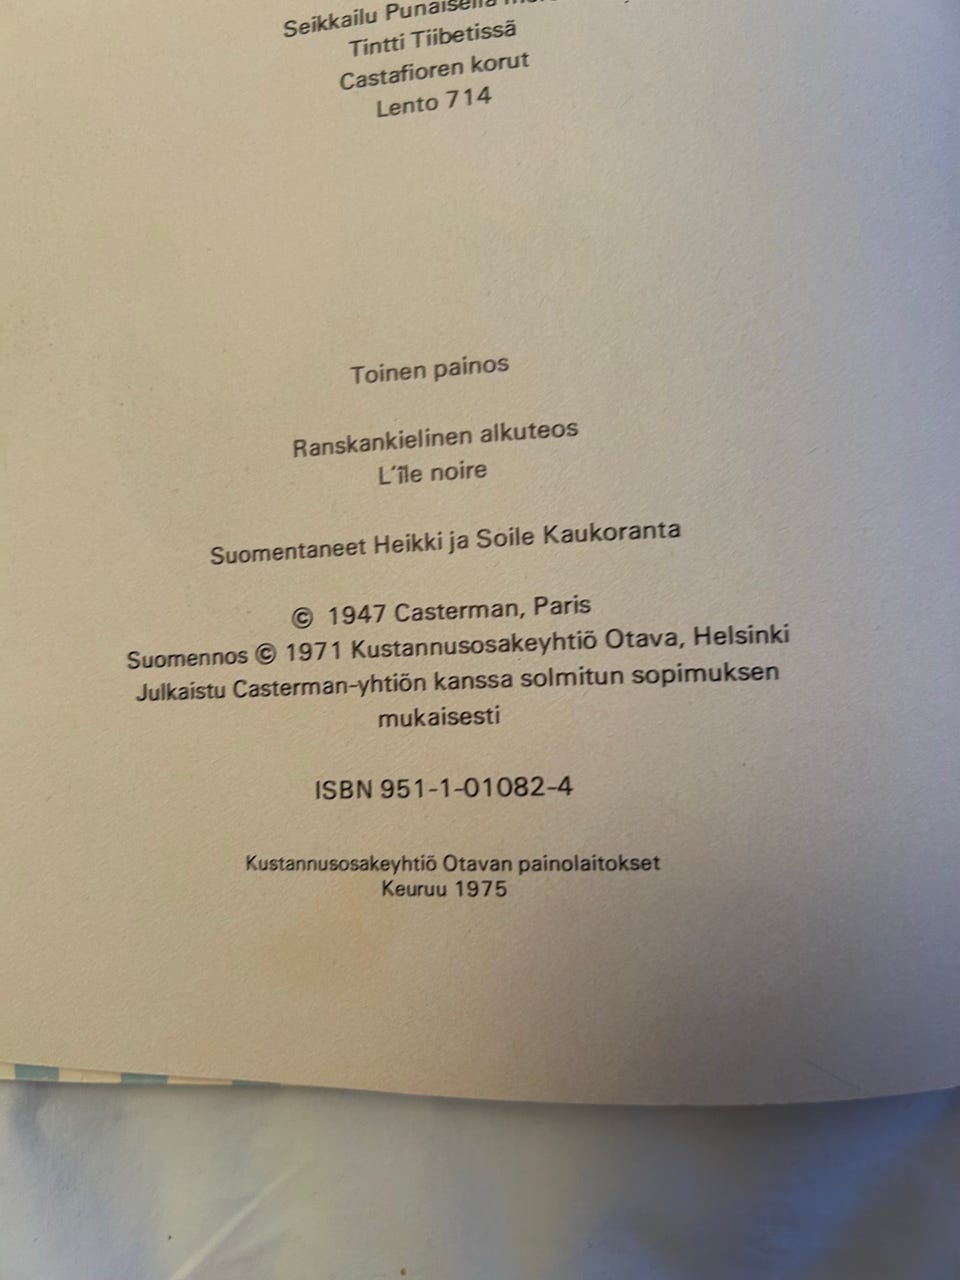 Seikkailu Punaisella
Tintti Tiibetissä
Castafioren korut
Lento 714
Toinen painos
Ranskankielinen alkuteos
L'île noire
Suomentaneet Heikki ja Soile Kaukoranta
© 1947 Casterman, Paris
Suomennos © 1971 Kustannusosakeyhtiö Otava, Helsinki
Julkaistu Casterman-yhtiön kanssa solmitun sopimuksen
mukaisesti
ISBN 951-1-01082-4
Kustannusosakeyhtiö Otavan painolaitokset
Keuruu 1975